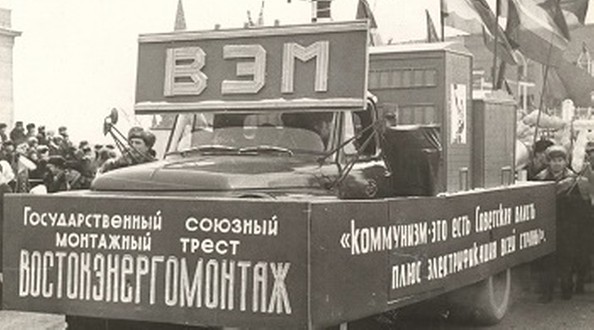 ВЭМ
Государственный союзный
монтажный трест
ВОСТОКЭНЕРГОМОНТАЖ
«Коммунизм-это есть Советская власть
плюс электрификация всей страны».